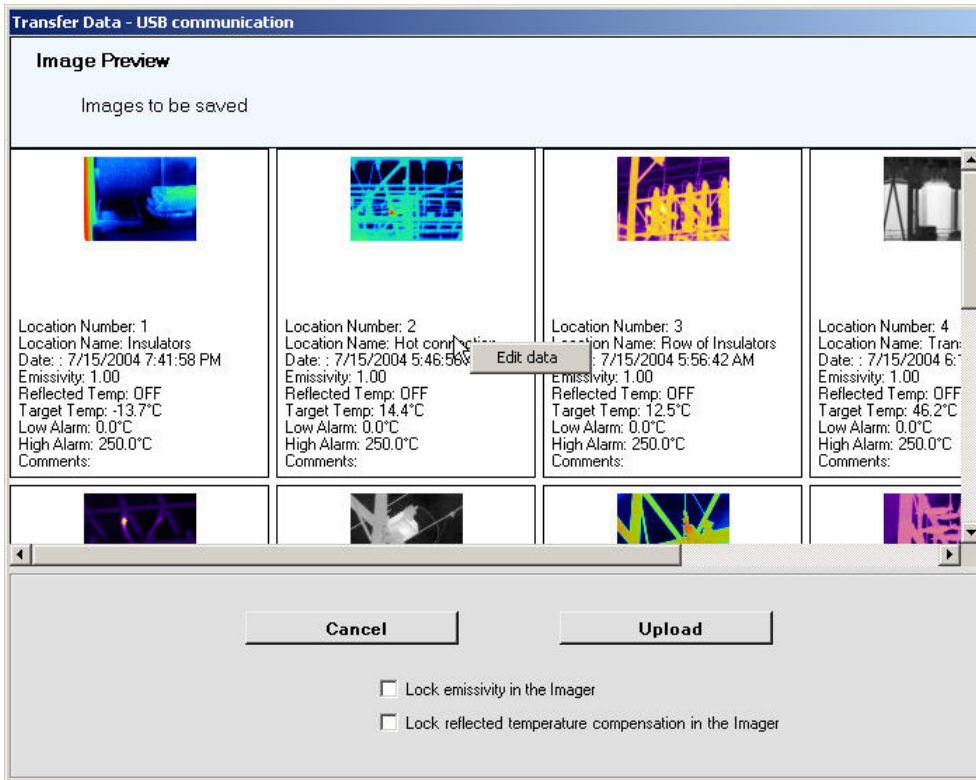 Transfer Data - USB communication
Image Preview
Images to be saved
Location Number: 1
Location Name: Insulators
Date: : 7/15/2004 7:41:58 PM
Emissivity: 1.00
Reflected Temp: OFF
Target Temp: -13.7°C
Low Alarm: 0.0°C
High Alarm: 250.0°C
Comments:
Location Number: 2
Location Name: Hot
Date: : 7/15/2004
Emissivity: 1.00
Reflected Temp: OFF
Target Temp: 14.4°C
Low Alarm: 0.0°C
High Alarm: 250.0°C
Comments:
Edit data
Location Number: 3
Location Name: Row of Insulators
: 7/15/2004 5:56:42 AM
Emissivity: 1.00
Reflected Temp: OFF
Target Temp: 12.5°C
Low Alarm: 0.0°C
High Alarm: 250.0°C
Comments:
Location Number: 4
Location Name: Tran
Date: : 7/15/2004 6:
Emissivity: 1.00
Reflected Temp: OFF
Target Temp: 46.2°C
Low Alarm: 0.0°C
High Alarm: 250.0°C
Comments:
Cancel
Upload
Lock emissivity in the Imager
Lock reflected temperature compensation in the Imager